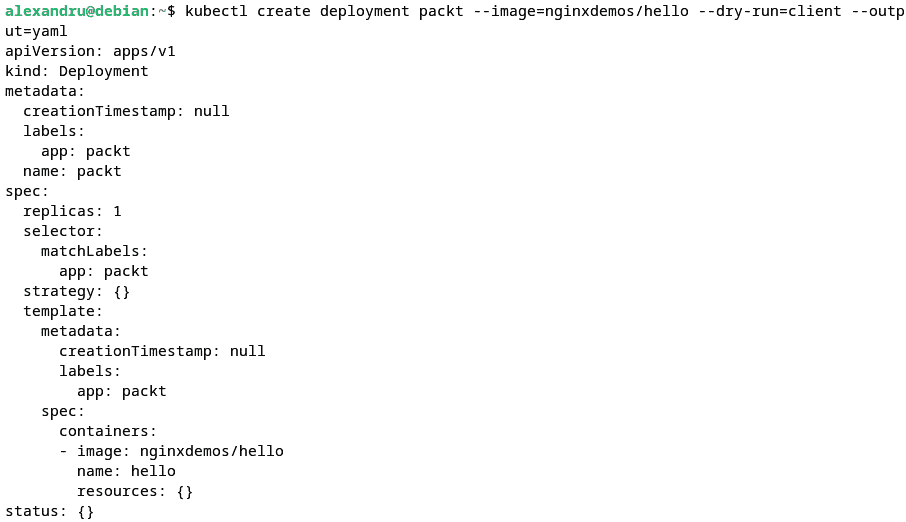 alexandru@debian:~$ kubectl create deployment packt --image=nginxdemos/hello --dry-run=client --outp
ut=yaml
apiVersion: apps/v1
kind: Deployment
metadata:
  creationTimestamp: null
  labels:
    app: packt
  name: packt
spec:
  replicas: 1
  selector:
    matchLabels:
      app: packt
  strategy: {}
  template:
    metadata:
      creationTimestamp: null
      labels:
        app: packt
    spec:
      containers:
      - image: nginxdemos/hello
        name: hello
        resources: {}
status: {}